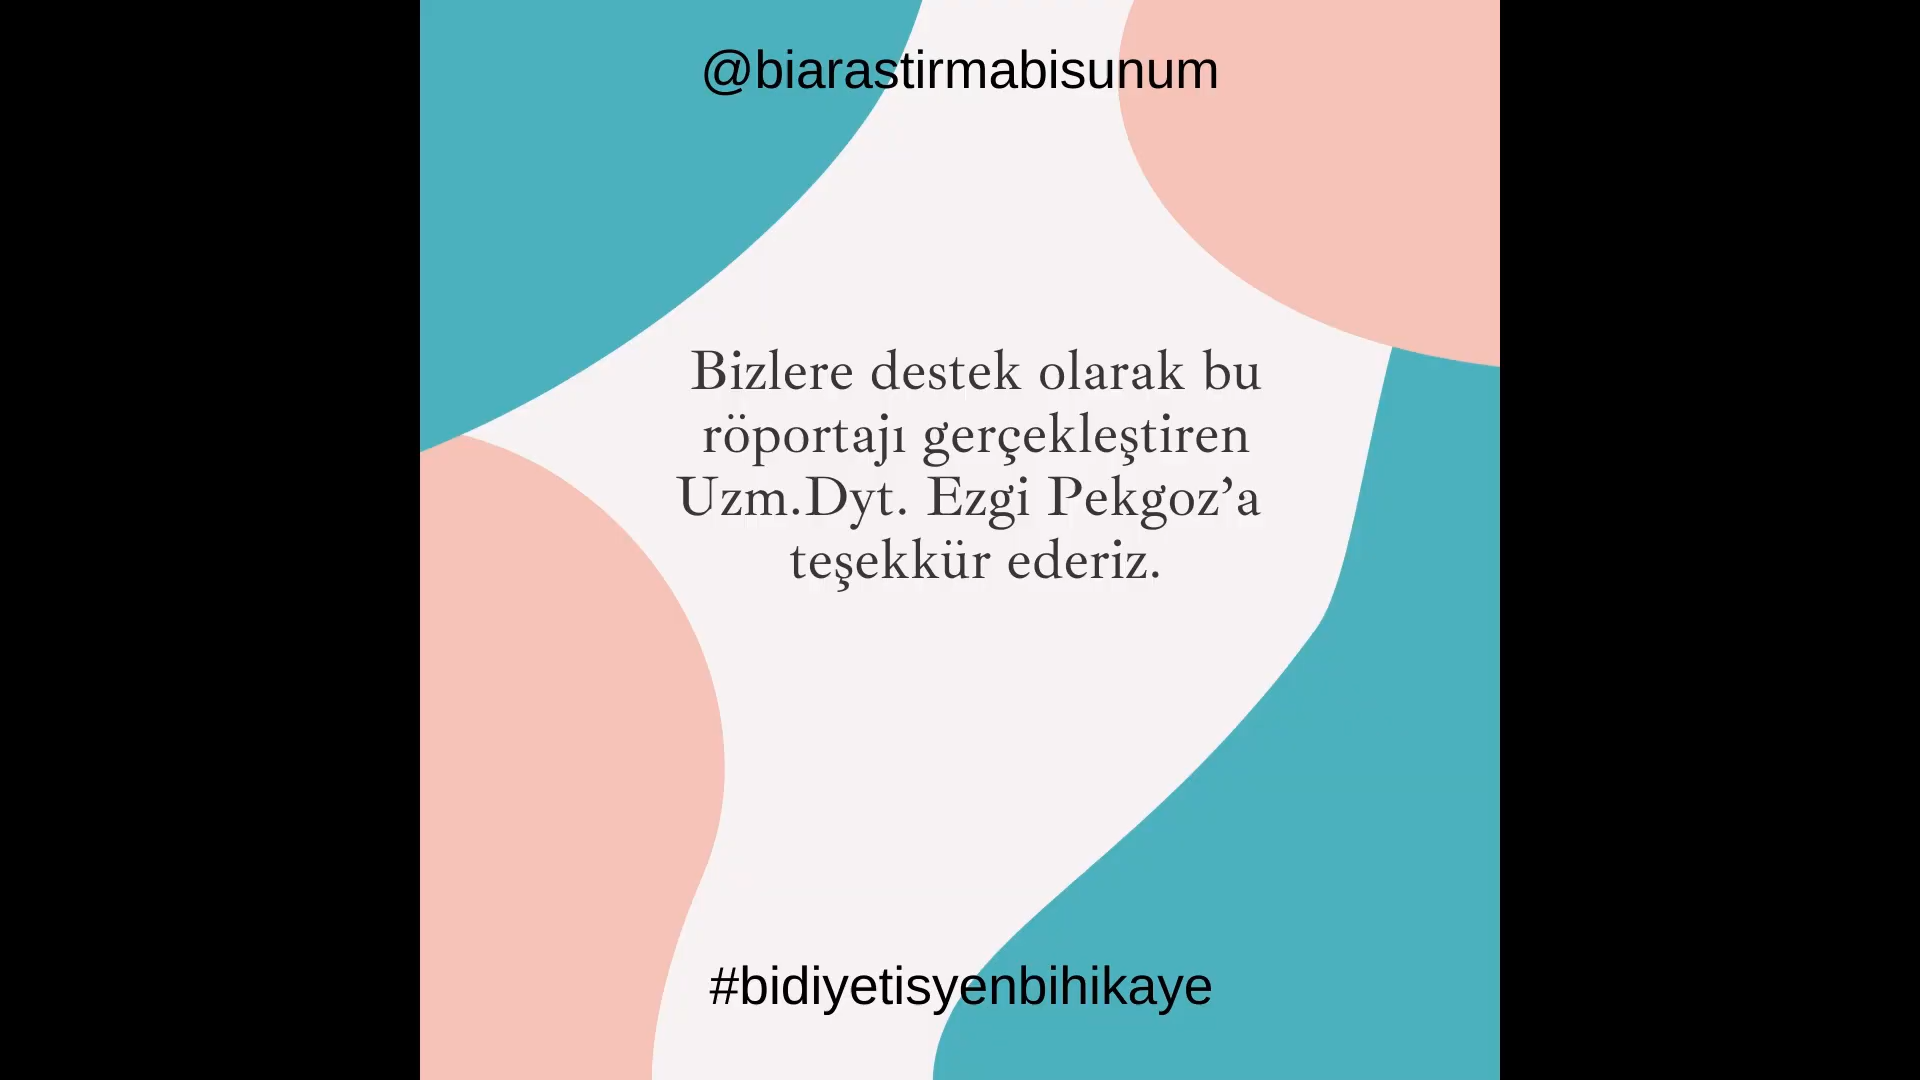 @biarastirmabisunum
Bizlere destek olarak bu
röportajı gerçekleştiren
Uzm.Dyt. Ezgi Pekgoz’a
teşekkür ederiz.
#bidiyetisyenbihikaye